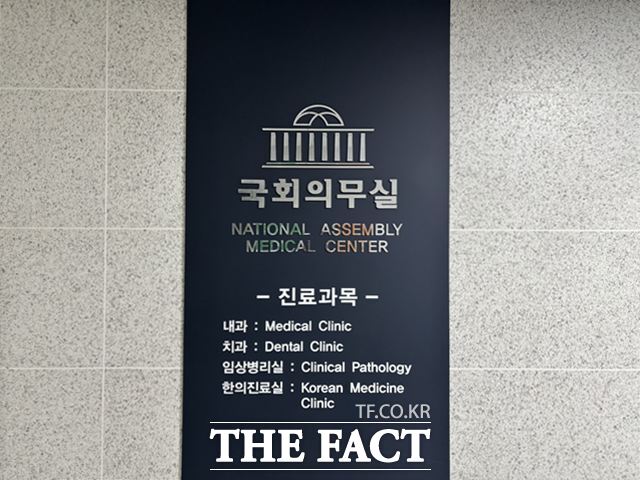 국회의무실
NATIONAL ASSEMBLY
MEDICAL CENTER
- 진료과목 -
내과 : Medical Clinic
치과 : Dental Clinic
임상병리실 : Clinical Pathology
한의진료실 : Korean Medicine
Clinic
TF.CO.KR
THE FACT